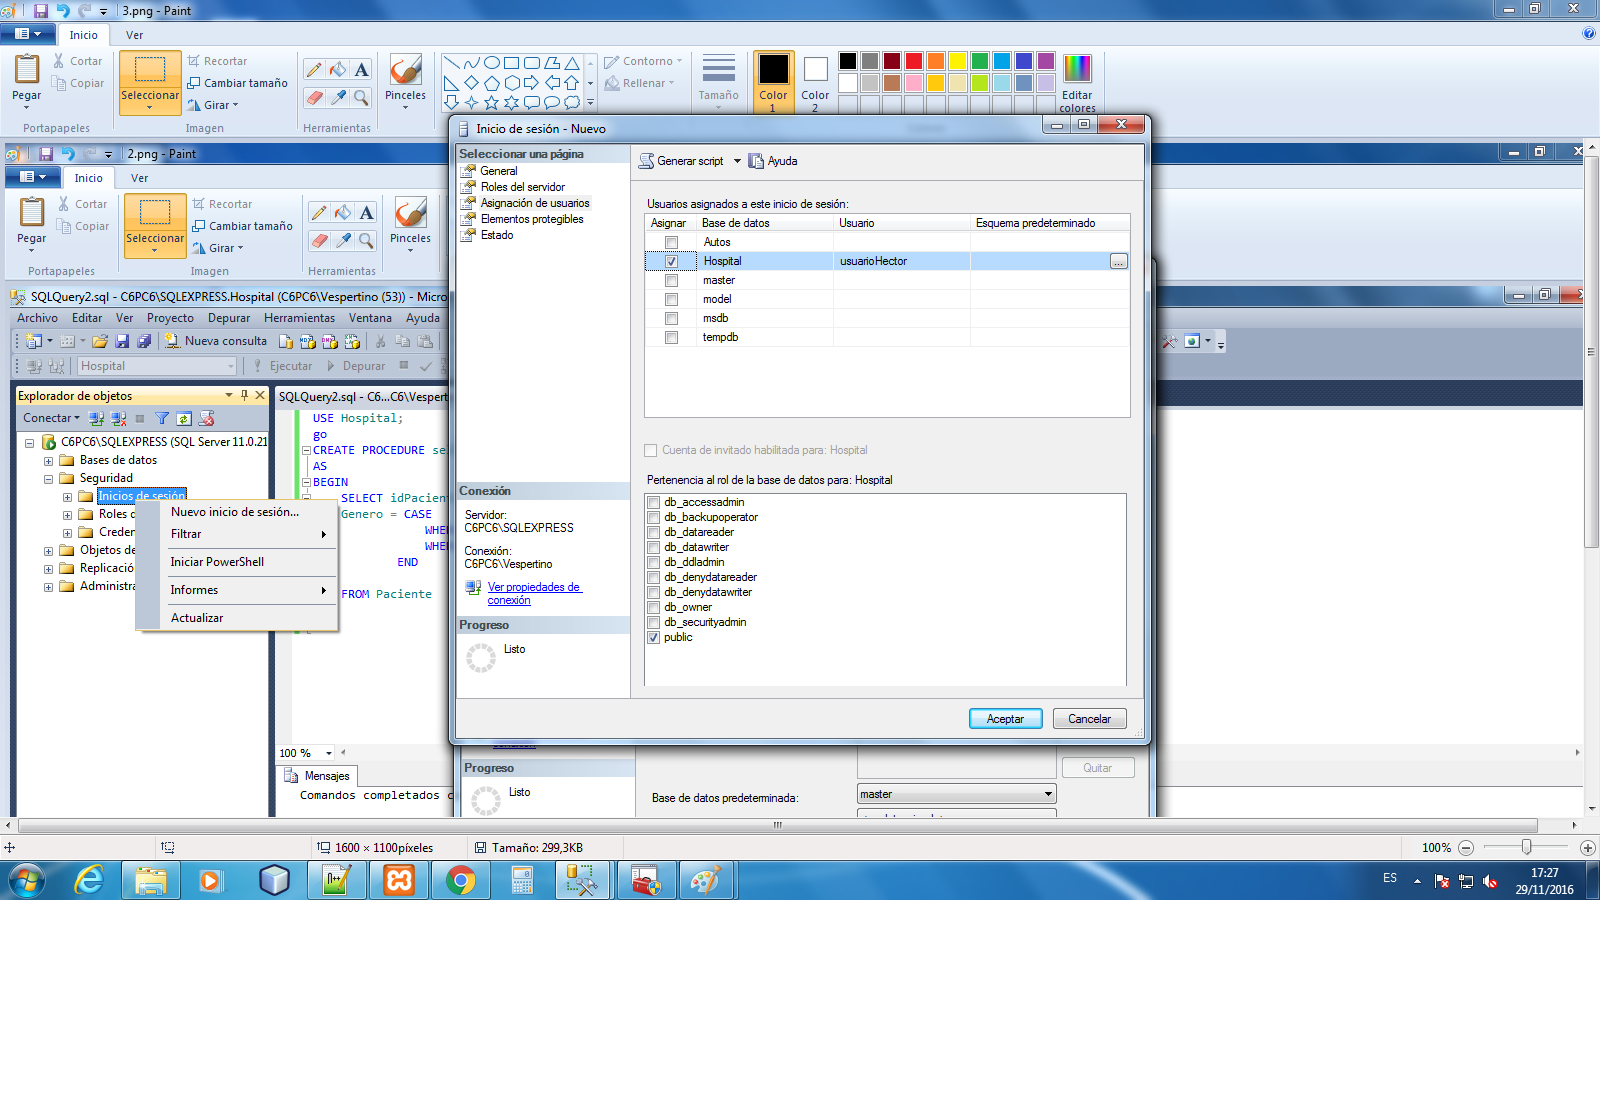 3.png - Paint
Inicio
Ver
Pegar
Cortar
Copiar
Portapapeles
Seleccionar
Recortar
Cambiar tamaño
Girar
Imagen
Herramientas
Pinceles
Contorno
Rellenar
Tamaño
Color 1
Color 2
Editar colores
2.png - Paint
Inicio
Ver
Pegar
Cortar
Copiar
Portapapeles
Seleccionar
Recortar
Cambiar tamaño
Girar
Imagen
Herramientas
Pinceles
SQLQuery2.sql - C6PC6\SQLEXPRESS.Hospital (C6PC6\Vespertino (53)) - Micro
Archivo Editar Ver Proyecto Depurar Herramientas Ventana Ayuda
Nueva consulta
Hospital
Ejecutar
Depurar
Explorador de objetos
Conectar
C6PC6\SQLEXPRESS (SQL Server 11.0.21
Bases de datos
Seguridad
Inicios de sesión
Roles d
Creden
Objetos de
Replicació
Administra
Nuevo inicio de sesión...
Filtrar
Iniciar PowerShell
Informes
Actualizar
SQLQuery2.sql - C6...C6\Vespert
USE Hospital;
go
CREATE PROCEDURE se
AS
BEGIN
SELECT idPacien
Genero = CASE
WHEN
WHEN
END
FROM Paciente
100 %
Mensajes
Comandos completados c
Inicio de sesión - Nuevo
Seleccionar una página
General
Roles del servidor
Asignación de usuarios
Elementos protegibles
Estado
Conexión
Servidor:
C6PC6\SQLEXPRESS
Conexión:
C6PC6\Vespertino
Ver propiedades de
conexión
Progreso
Listo
Generar script
Ayuda
Usuarios asignados a este inicio de sesión:
Asignar Base de datos Usuario Esquema predeterminado
Autos
Hospital usuarioHector ...
master
model
msdb
tempdb
Cuenta de invitado habilitada para: Hospital
Pertenencia al rol de la base de datos para: Hospital
db_accessadmin
db_backupoperator
db_datareader
db_datawriter
db_ddladmin
db_denydatareader
db_denydatawriter
db_owner
db_securityadmin
public
Aceptar
Cancelar
Progreso
Listo
Quitar
Base de datos predeterminada:
master
1600 × 1100píxeles
Tamaño: 299,3KB
100%
ES
17:27
29/11/2016